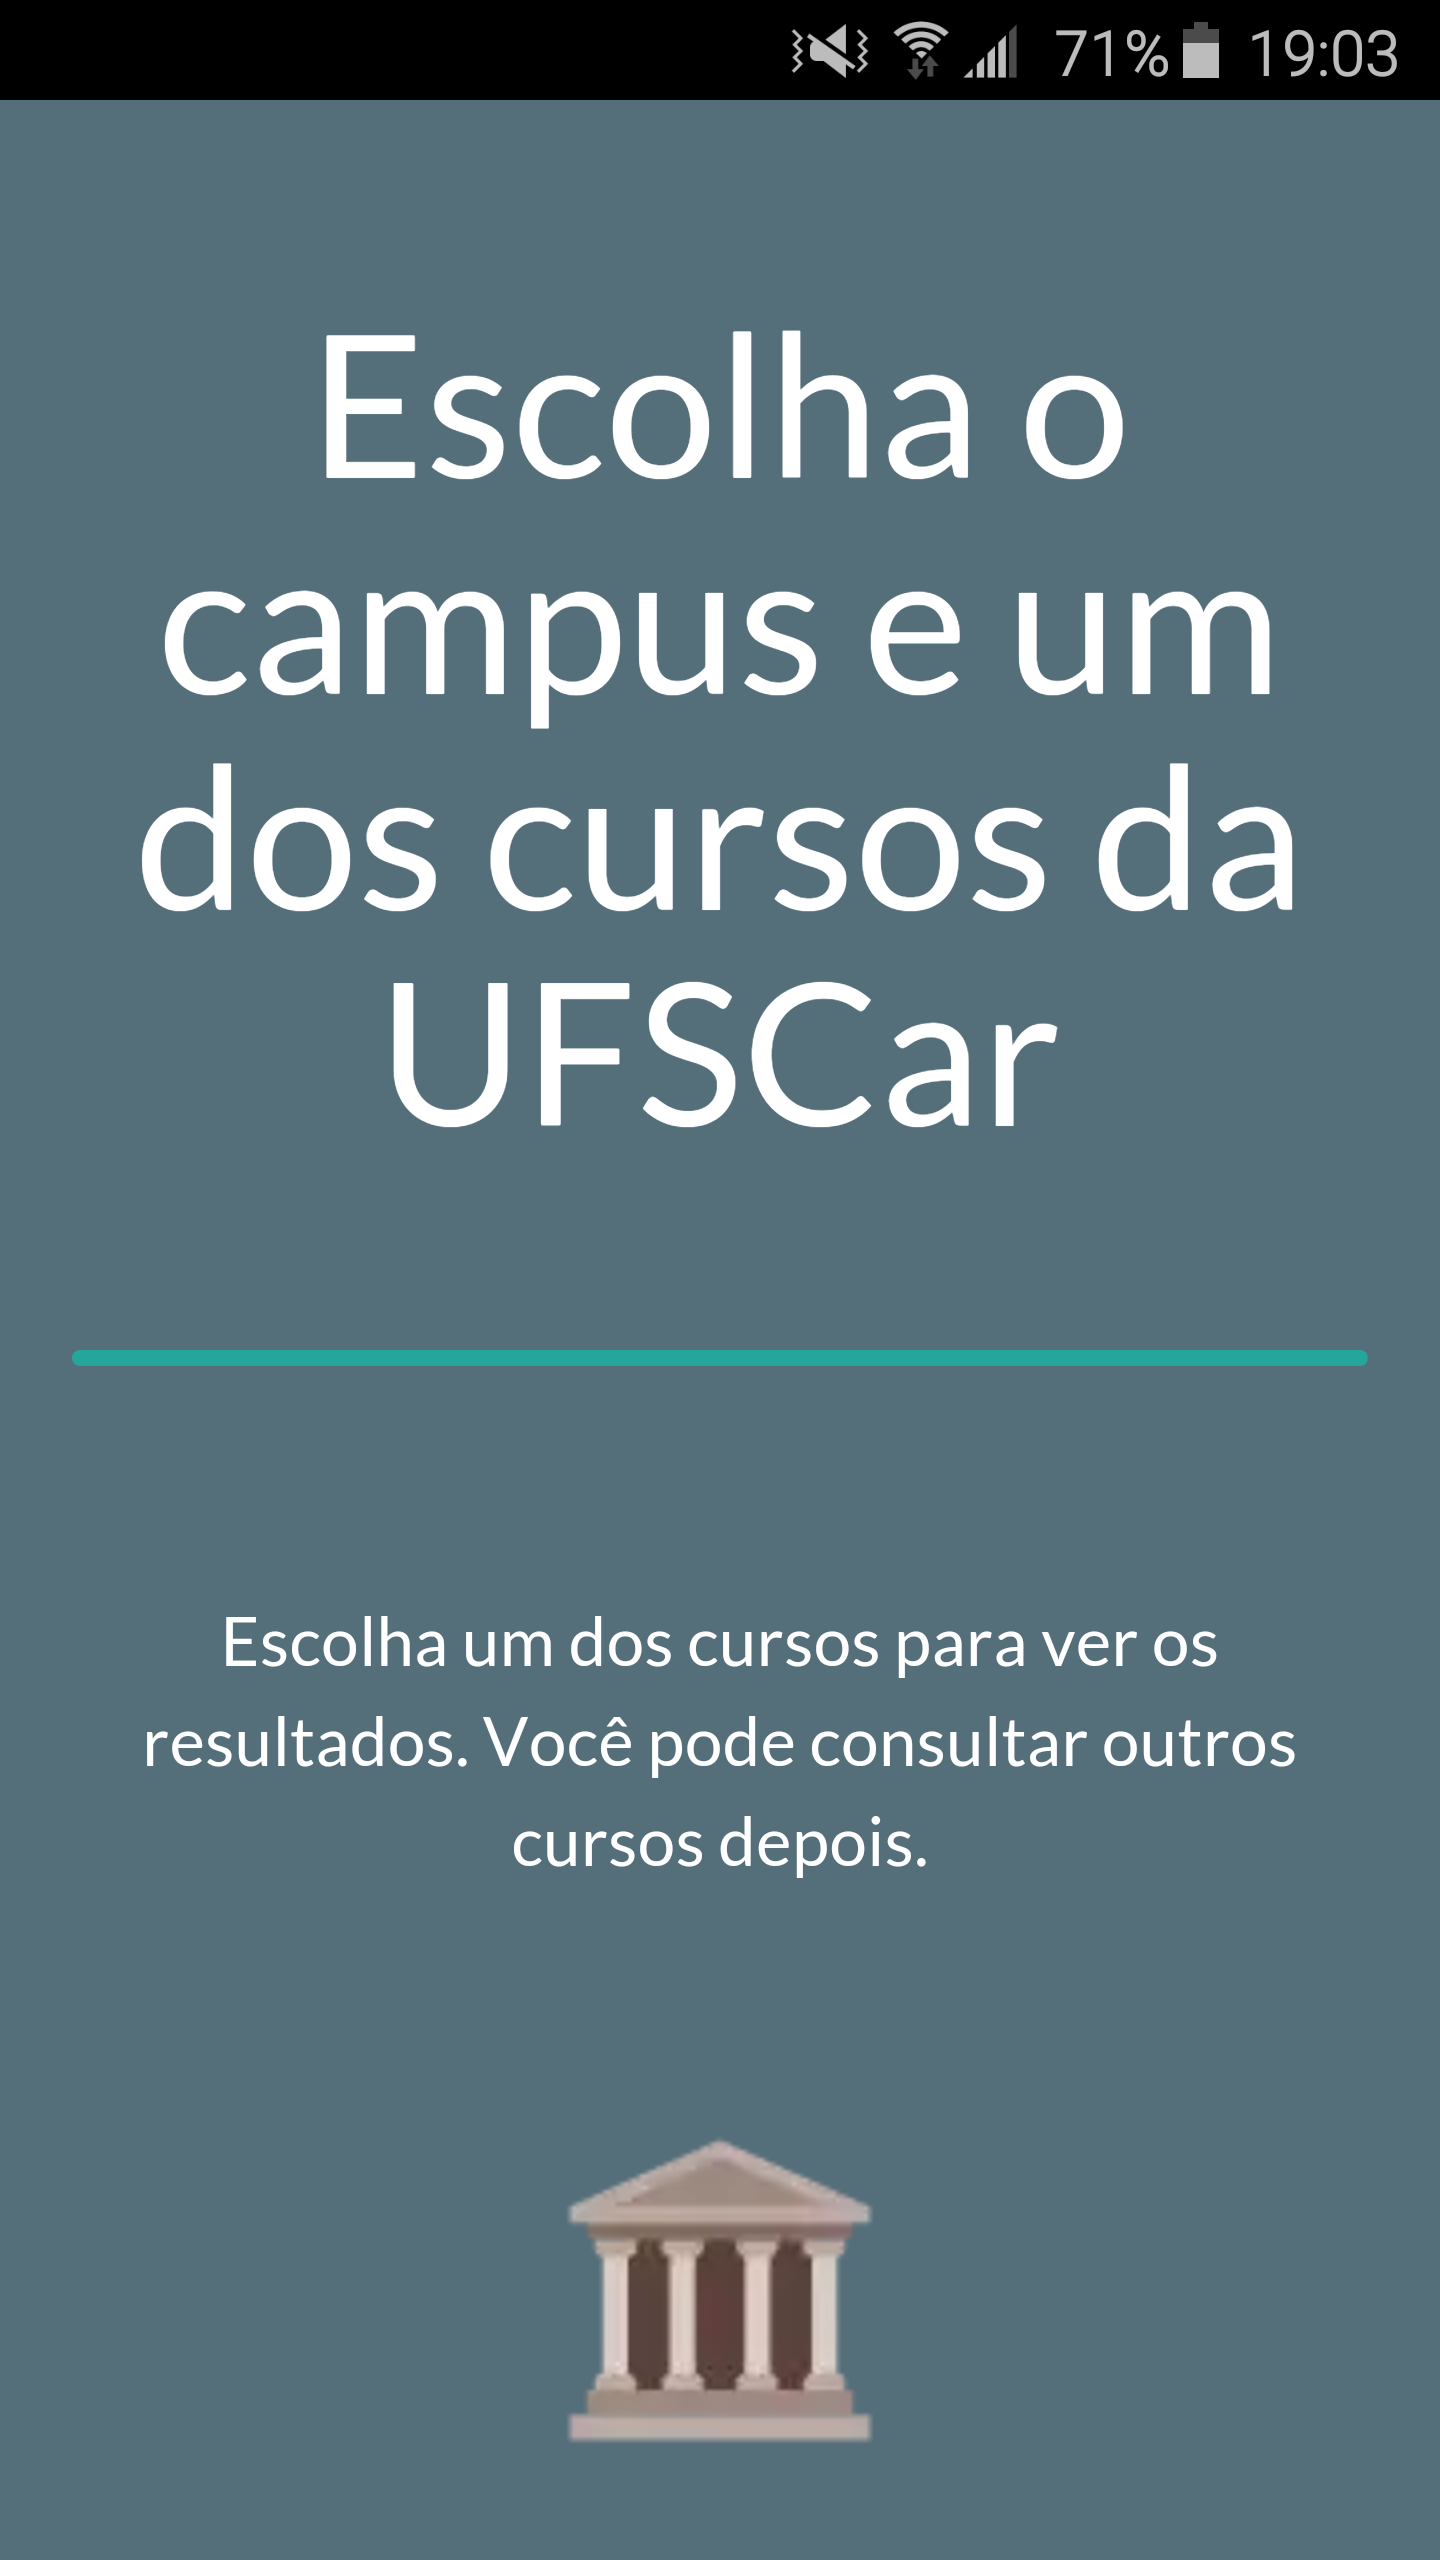 71% 19:03
Escolha o
campus e um
dos cursos da
UFSCar
Escolha um dos cursos para ver os
resultados. Você pode consultar outros
cursos depois.